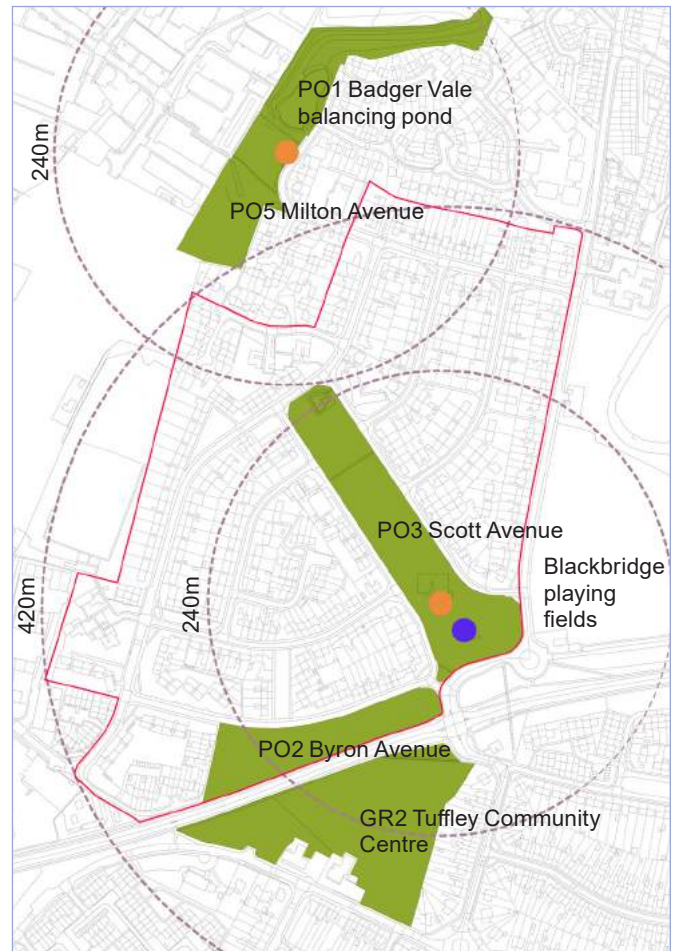 PO1 Badger Vale
balancing pond
240m
PO5 Milton Avenue
PO3 Scott Avenue
Blackbridge
playing
fields
420m
240m
PO2 Byron Avenue
GR2 Tuffley Community
Centre